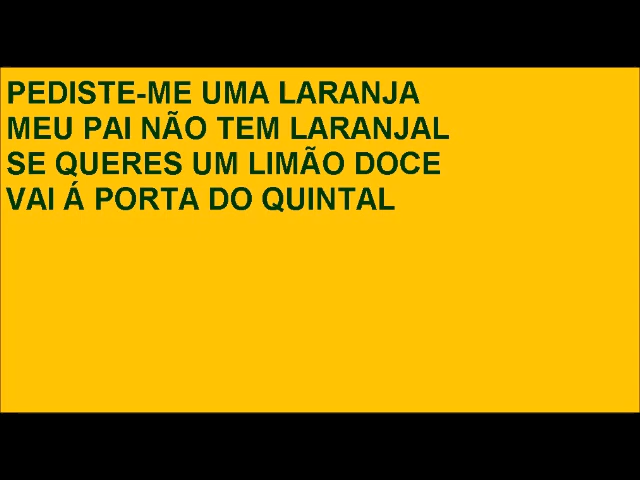 PEDISTE-ME UMA LARANJA
MEU PAI NÃO TEM LARANJAL
SE QUERES UM LIMÃO DOCE
VAI Á PORTA DO QUINTAL